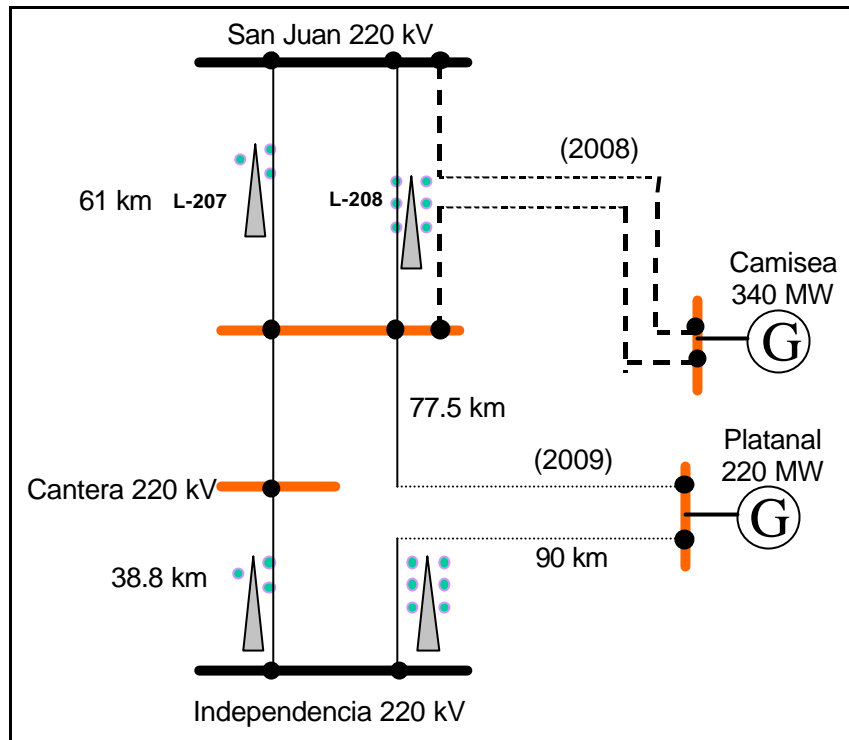 San Juan 220 kV
(2008)
61 km
L-207
L-208
Camisea
340 MW
G
77.5 km
Platanal
220 MW
(2009)
Cantera 220 kV
G
38.8 km
90 km
Independencia 220 kV